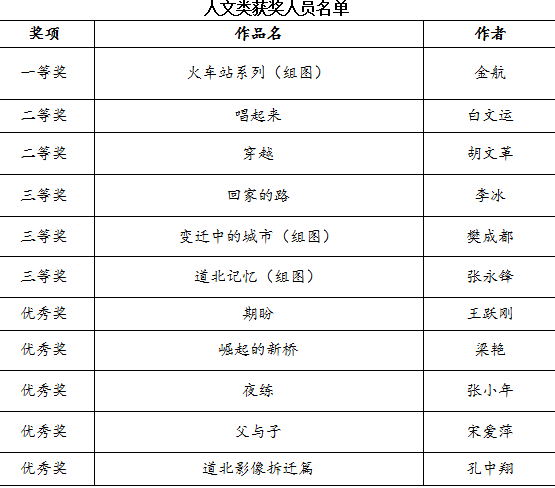 人文类获奖人员名单
奖项 作品名 作者
一等奖 火车站系列（组图） 金航
二等奖 唱起来 白文运
二等奖 穿越 胡文革
三等奖 回家的路 李冰
三等奖 变迁中的城市（组图） 樊成都
三等奖 道北记忆（组图） 张永锋
优秀奖 期盼 王跃刚
优秀奖 崛起的新桥 梁艳
优秀奖 夜练 张小年
优秀奖 父与子 宋爱萍
优秀奖 道北影像拆迁篇 孔中翔